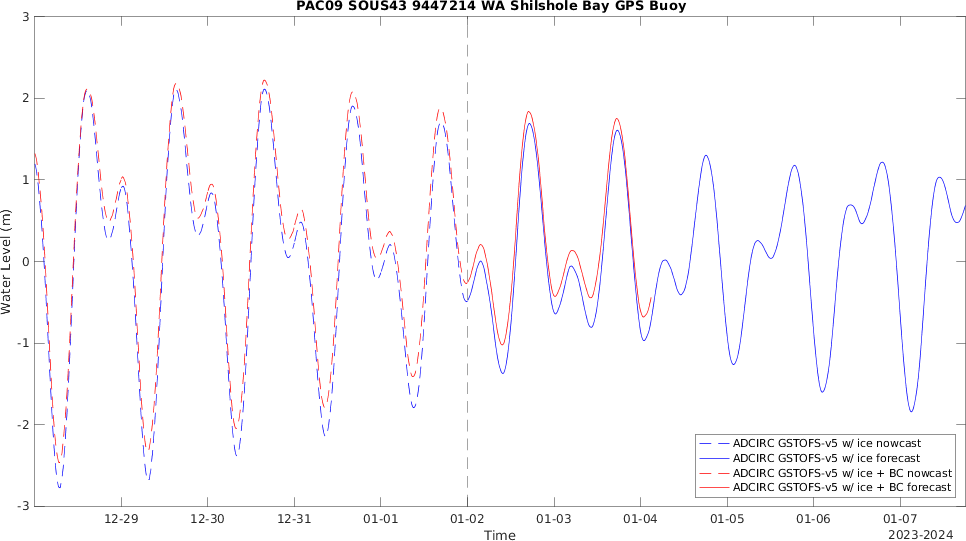 PAC09 SOUS43 9447214 WA Shilshole Bay GPS Buoy
3
2
1
0
-1
-2
-3
Water Level (m)
12-29
12-30
12-31
01-01
01-02
01-03
01-04
01-05
01-06
01-07
Time
2023-2024
ADCIRC GSTOFS-v5 w/ ice nowcast
ADCIRC GSTOFS-v5 w/ ice forecast
ADCIRC GSTOFS-v5 w/ ice + BC nowcast
ADCIRC GSTOFS-v5 w/ ice + BC forecast